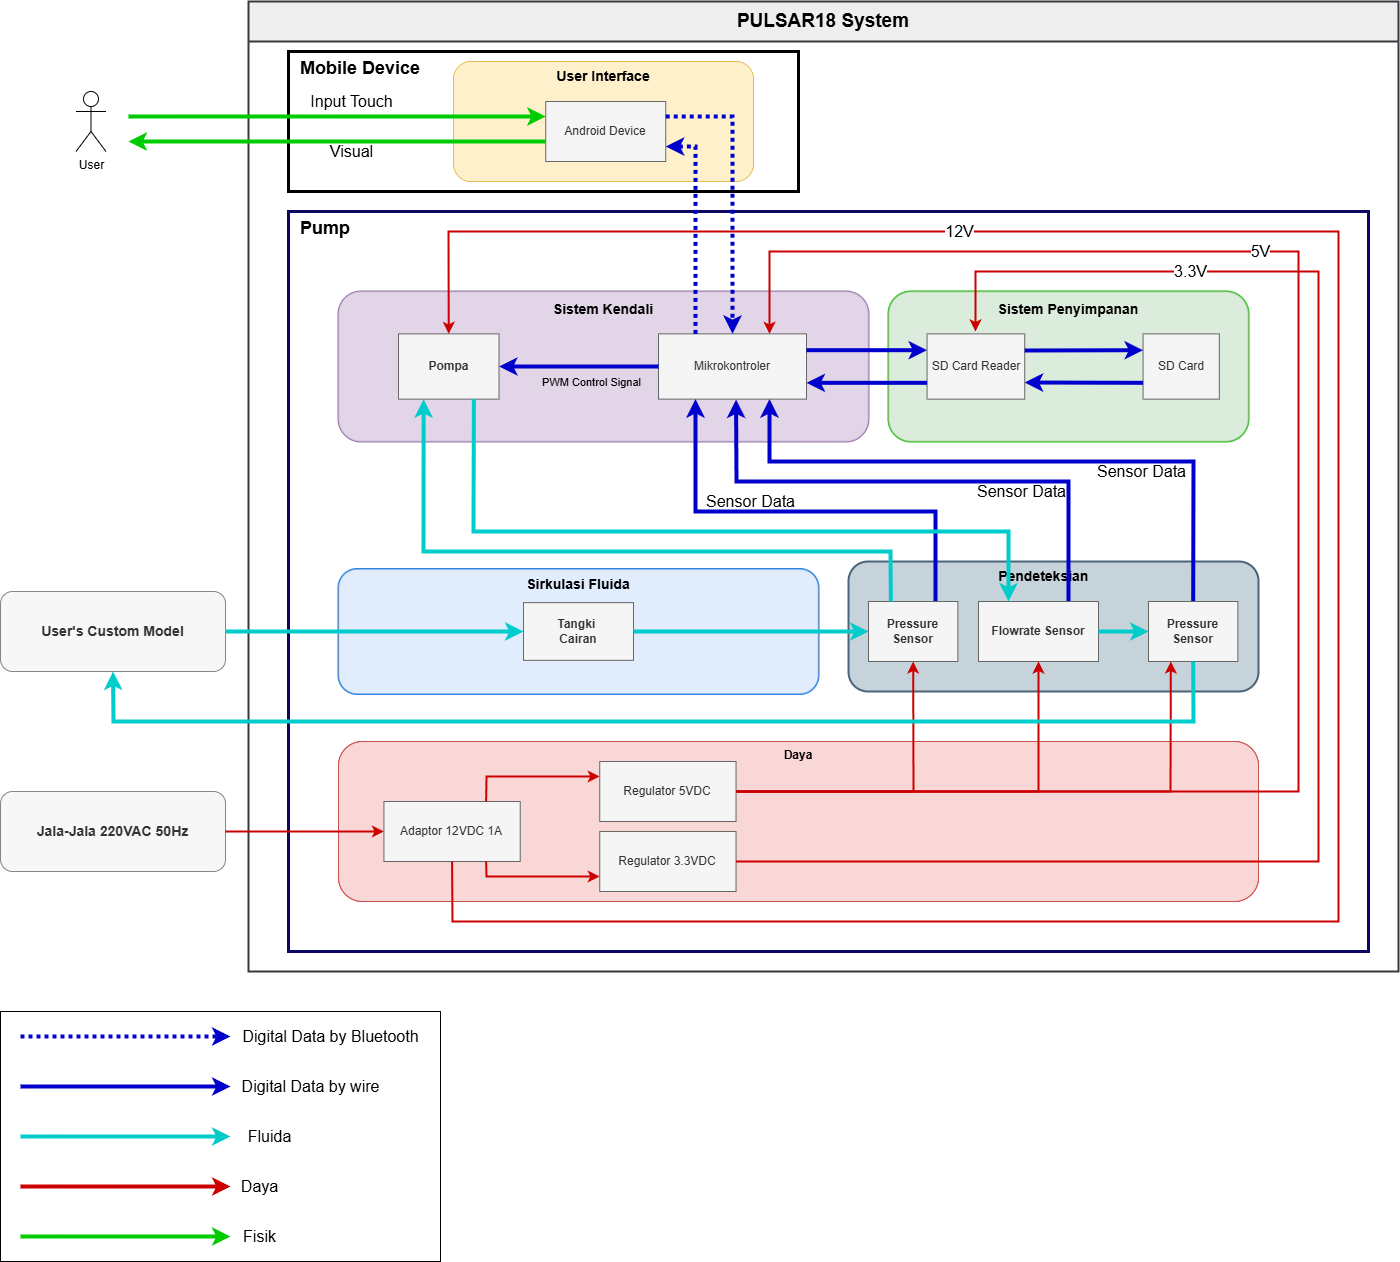 PULSAR18 System
Mobile Device
User Interface
Input Touch
Android Device
Visual
User
Pump
12V
5V
3.3V
Sistem Kendali
Sistem Penyimpanan
Pompa
Mikrokontroler
SD Card Reader
SD Card
PWM Control Signal
Sensor Data
Sensor Data
Sensor Data
Sirkulasi Fluida
Pendeteksian
User's Custom Model
Tangki
Cairan
Pressure
Sensor
Flowrate Sensor
Pressure
Sensor
Daya
Regulator 5VDC
Jala-Jala 220VAC 50Hz
Adaptor 12VDC 1A
Regulator 3.3VDC
Digital Data by Bluetooth
Digital Data by wire
Fluida
Daya
Fisik